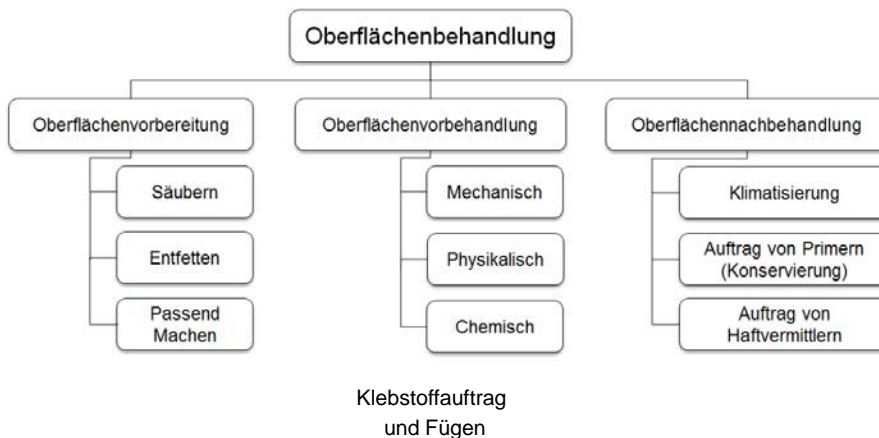 Oberflächenbehandlung
Oberflächenvorbereitung
Säubern
Entfetten
Passend
Machen
Oberflächenvorbehandlung
Mechanisch
Physikalisch
Chemisch
Oberflächennachbehandlung
Klimatisierung
Auftrag von Primern
(Konservierung)
Auftrag von
Haftvermittlern
Klebstoffauftrag
und Fügen